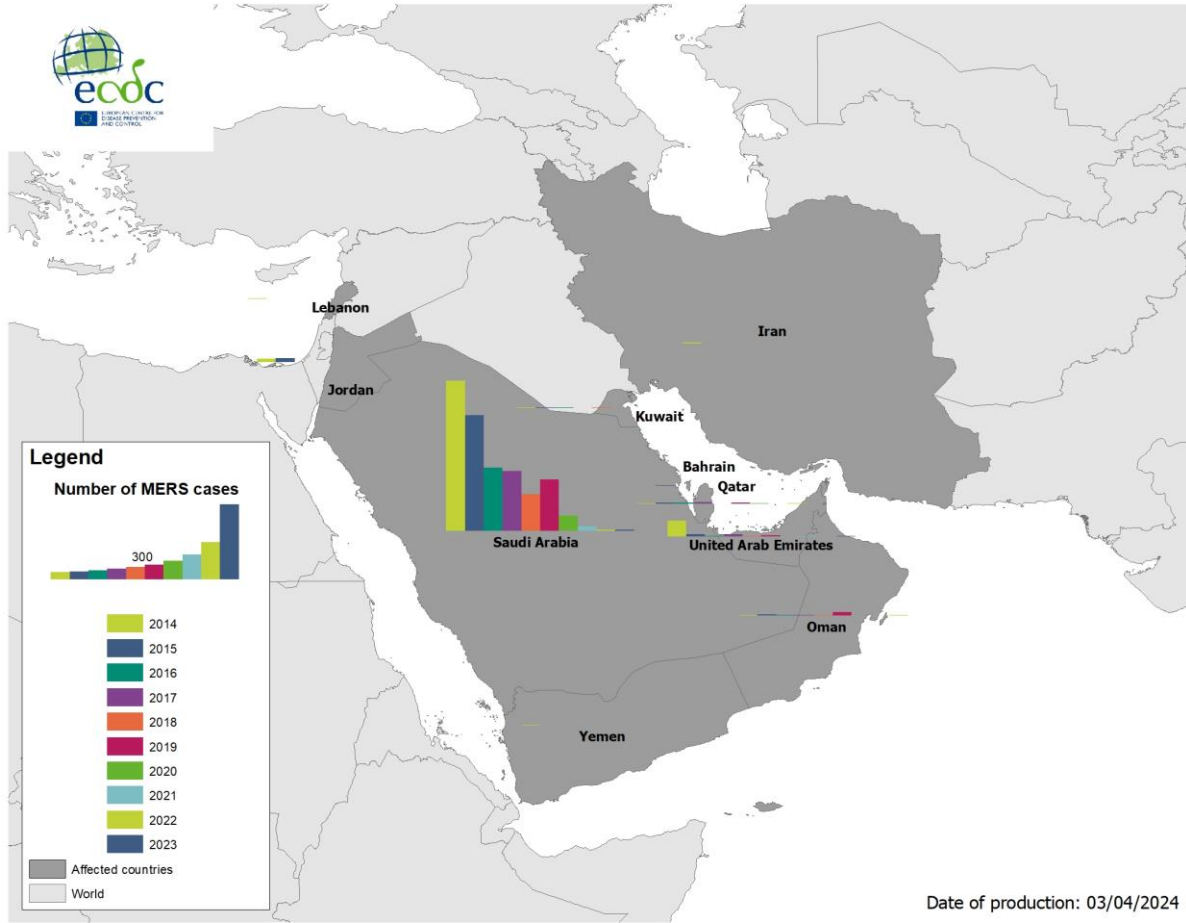 ecdc
EUROPEAN CENTRE FOR
DISEASE PREVENTION
AND CONTROL
Lebanon
Iran
Jordan
Kuwait
Bahrain
Qatar
Saudi Arabia
United Arab Emirates
Oman
Yemen
Legend
Number of MERS cases
300
2014
2015
2016
2017
2018
2019
2020
2021
2022
2023
Affected countries
World
Date of production: 03/04/2024